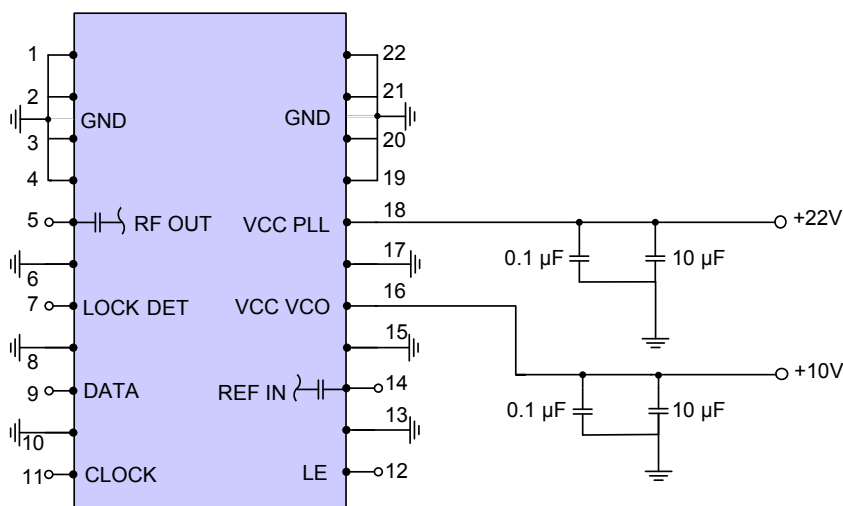 1
22
2
21
GND
GND
3
20
4
19
5
RF OUT
VCC PLL
18
+22V
6
17
0.1 µF
10 µF
7
LOCK DET
VCC VCO
16
8
15
9
DATA
REF IN
14
+10V
10
13
0.1 µF
10 µF
11
CLOCK
LE
12